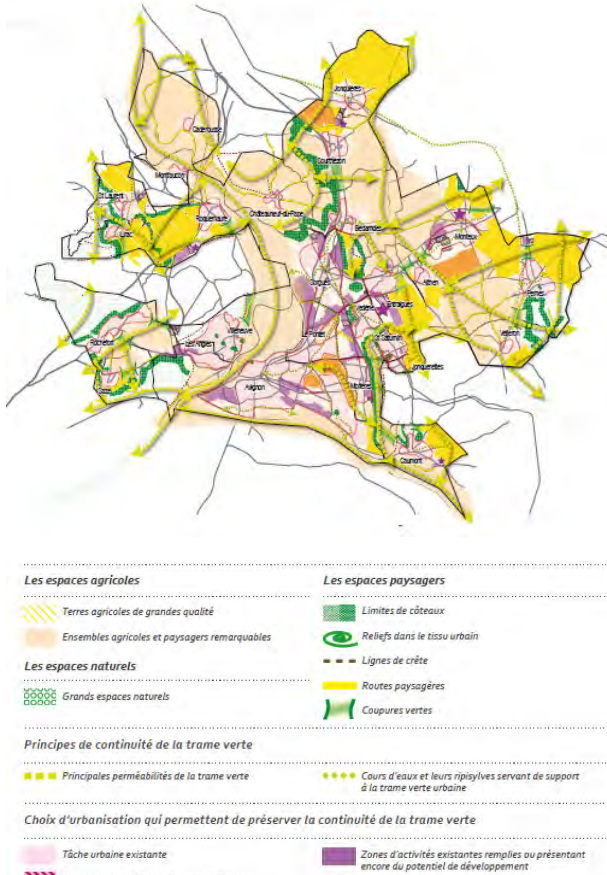 Jonquières
Caderousse
Courthezon
Montfaucon
St Laurent
Roquemaure
Châteauneuf-du-Pape
Lirac
Bedarrides
Monteux
Althen
Sorgues
Pernes
Entraigues
Vedène
Villeneuve
Le Pontet
St Saturnin
Velleron
Rochefort
Les Angles
Jonquerettes
Avignon
Morières
Caumont
Les espaces agricoles
Les espaces paysagers
Terres agricoles de grandes qualité
Limites de côteaux
Ensembles agricoles et paysagers remarquables
Reliefs dans le tissu urbain
Les espaces naturels
Lignes de crête
Grands espaces naturels
Routes paysagères
Coupures vertes
Principes de continuité de la trame verte
Principales perméabilités de la trame verte
Cours d'eaux et leurs ripisylves servant de support
à la trame verte urbaine
Choix d'urbanisation qui permettent de préserver la continuité de la trame verte
Tâche urbaine existante
Zones d'activités existantes remplies ou présentant
encore du potentiel de développement